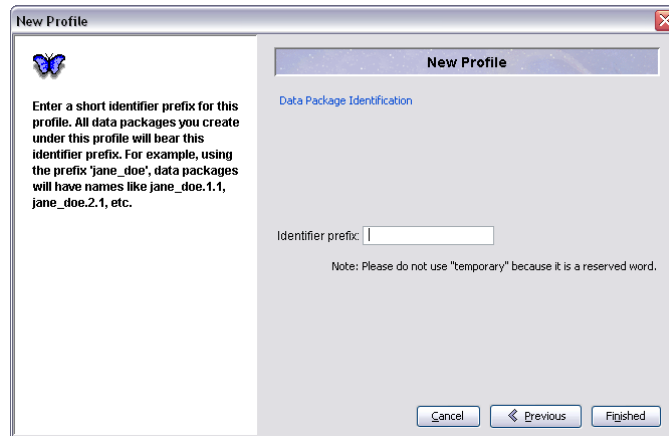 New Profile
Enter a short identifier prefix for this
profile. All data packages you create
under this profile will bear this
identifier prefix. For example, using
the prefix 'jane_doe', data packages
will have names like jane_doe.1.1,
jane_doe.2.1, etc.
New Profile
Data Package Identification
Identifier prefix:
Note: Please do not use "temporary" because it is a reserved word.
Cancel
Previous
Finished